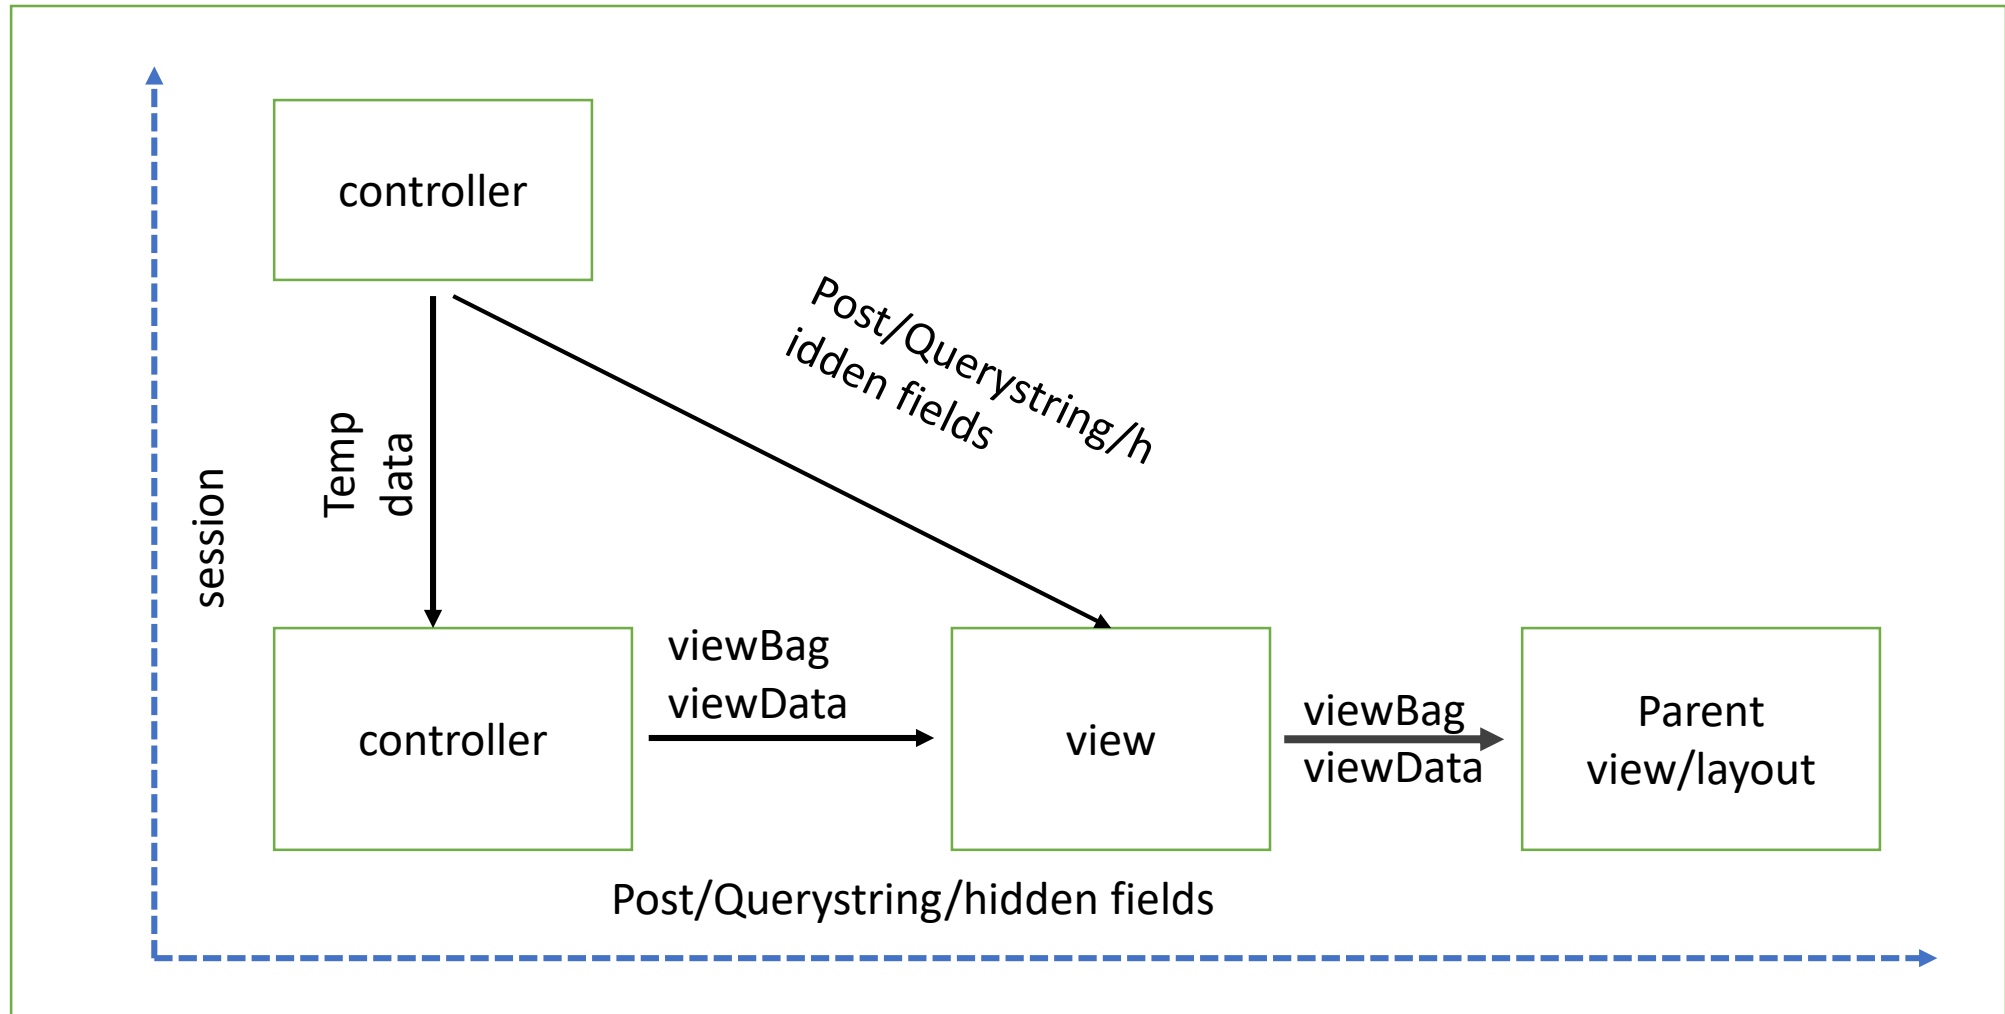 controller
Post/Querystring/h
idden fields
Temp
data
session
controller
viewBag
viewData
view
viewBag
viewData
Parent
view/layout
Post/Querystring/hidden fields